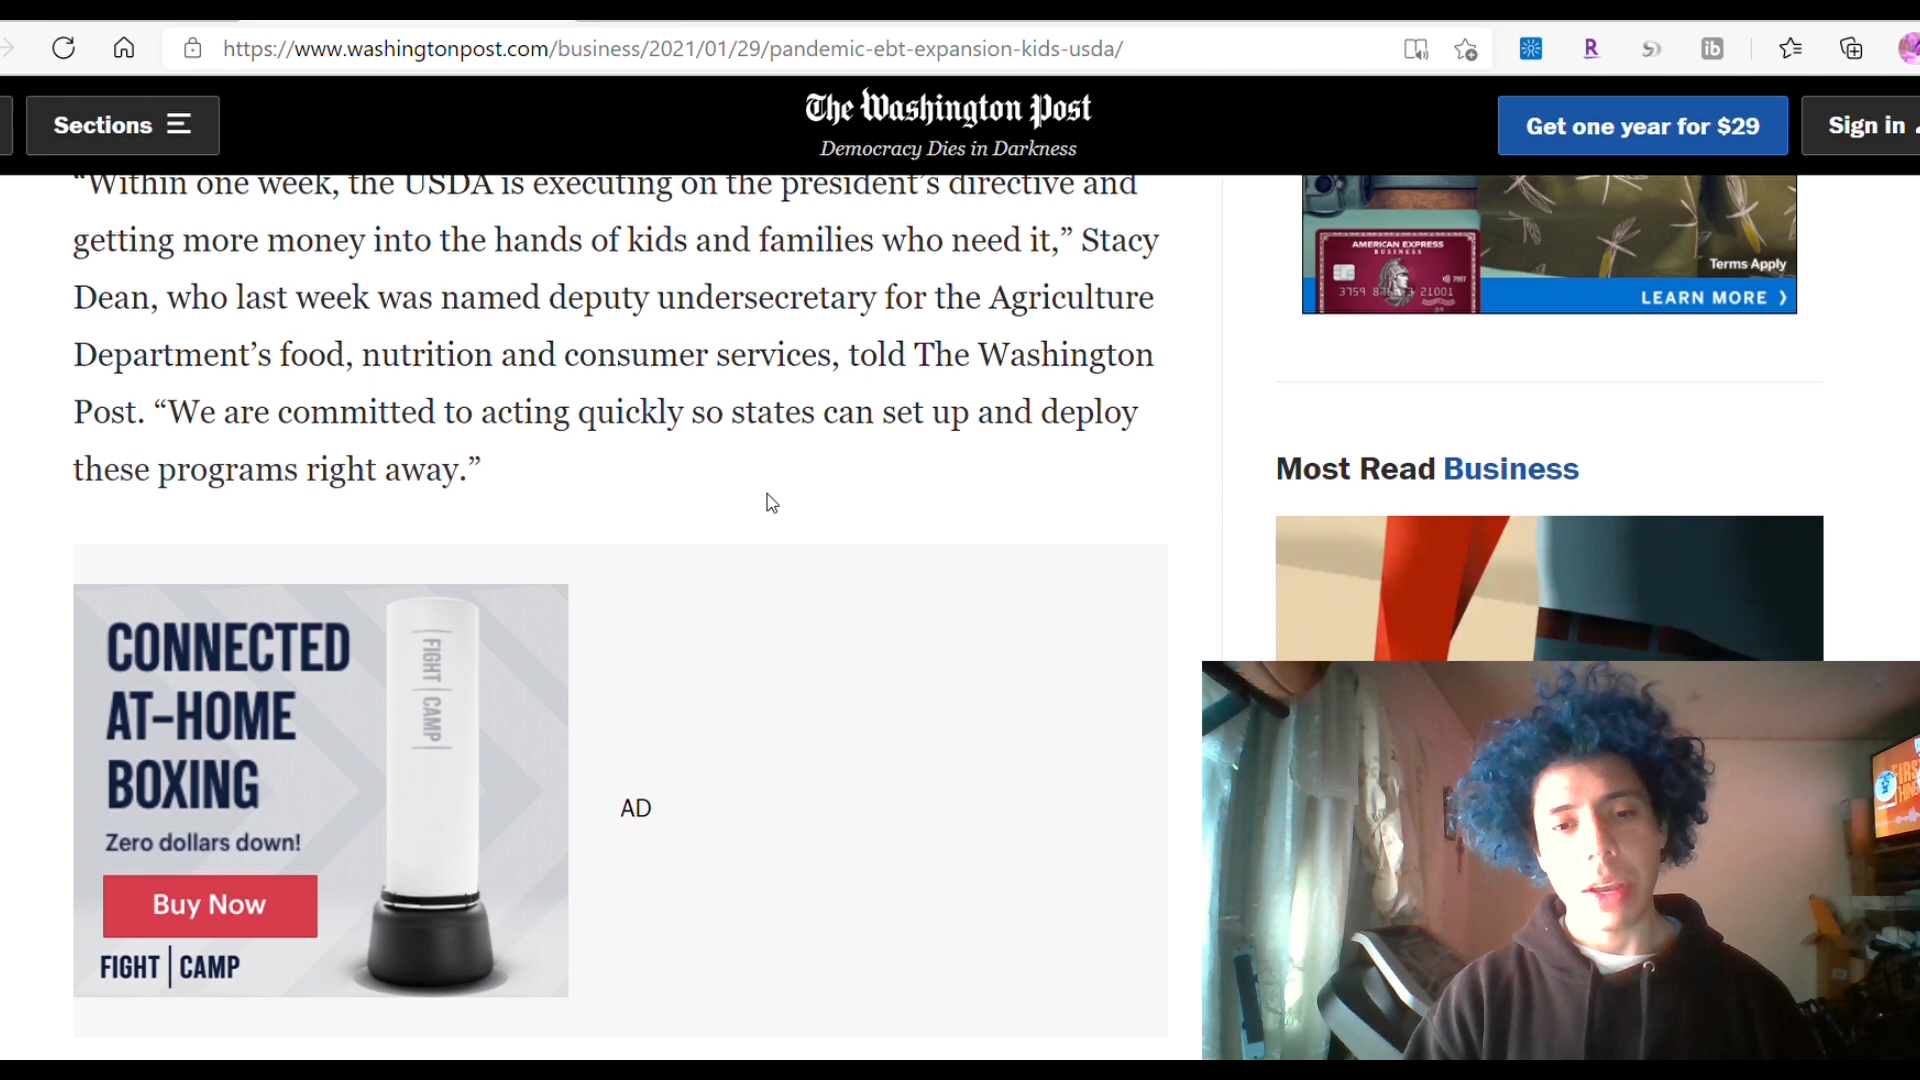 https://www.washingtonpost.com/business/2021/01/29/pandemic-ebt-expansion-kids-usda/
R
ib
Sections
The Washington Post
Democracy Dies in Darkness
Get one year for $29
Sign in
“Within one week, the USDA is executing on the president’s directive and
getting more money into the hands of kids and families who need it,” Stacy
Dean, who last week was named deputy undersecretary for the Agriculture
Department’s food, nutrition and consumer services, told The Washington
Post. “We are committed to acting quickly so states can set up and deploy
these programs right away.”
AMERICAN EXPRESS
BUSINESS
3759
21001
Terms Apply
LEARN MORE
Most Read Business
CONNECTED
AT-HOME
BOXING
Zero dollars down!
Buy Now
FIGHT CAMP
FIGHT CAMP
AD